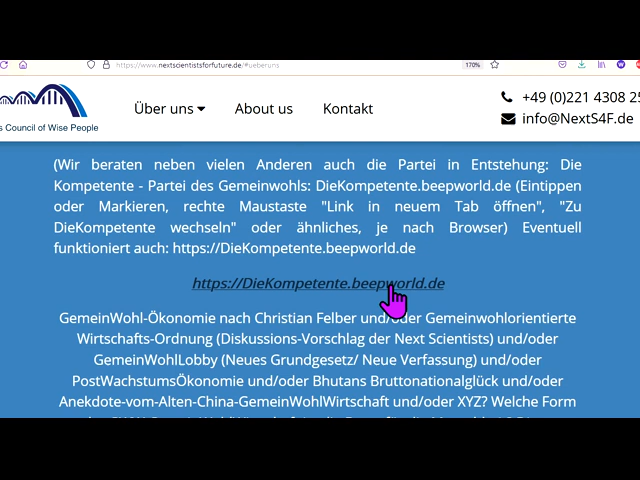 https://www.nextscientistsforfuture.de/#ueberuns
170%
s Council of Wise People
Über uns
About us
Kontakt
+49 (0)221 4308 25
info@NextS4F.de
(Wir beraten neben vielen Anderen auch die Partei in Entstehung: Die
Kompetente - Partei des Gemeinwohls: DieKompetente.beepworld.de (Eintippen
oder Markieren, rechte Maustaste "Link in neuem Tab öffnen", "Zu
DieKompetente wechseln" oder ähnliches, je nach Browser) Eventuell
funktioniert auch: https://DieKompetente.beepworld.de
https://DieKompetente.beepworld.de
GemeinWohl-Ökonomie nach Christian Felber und/oder Gemeinwohlorientierte
Wirtschafts-Ordnung (Diskussions-Vorschlag der Next Scientists) und/oder
GemeinWohlLobby (Neues Grundgesetz/ Neue Verfassung) und/oder
PostWachstumsÖkonomie und/oder Bhutans Bruttonationalglück und/oder
Anekdote-vom-Alten-China-GemeinWohlWirtschaft und/oder XYZ? Welche Form